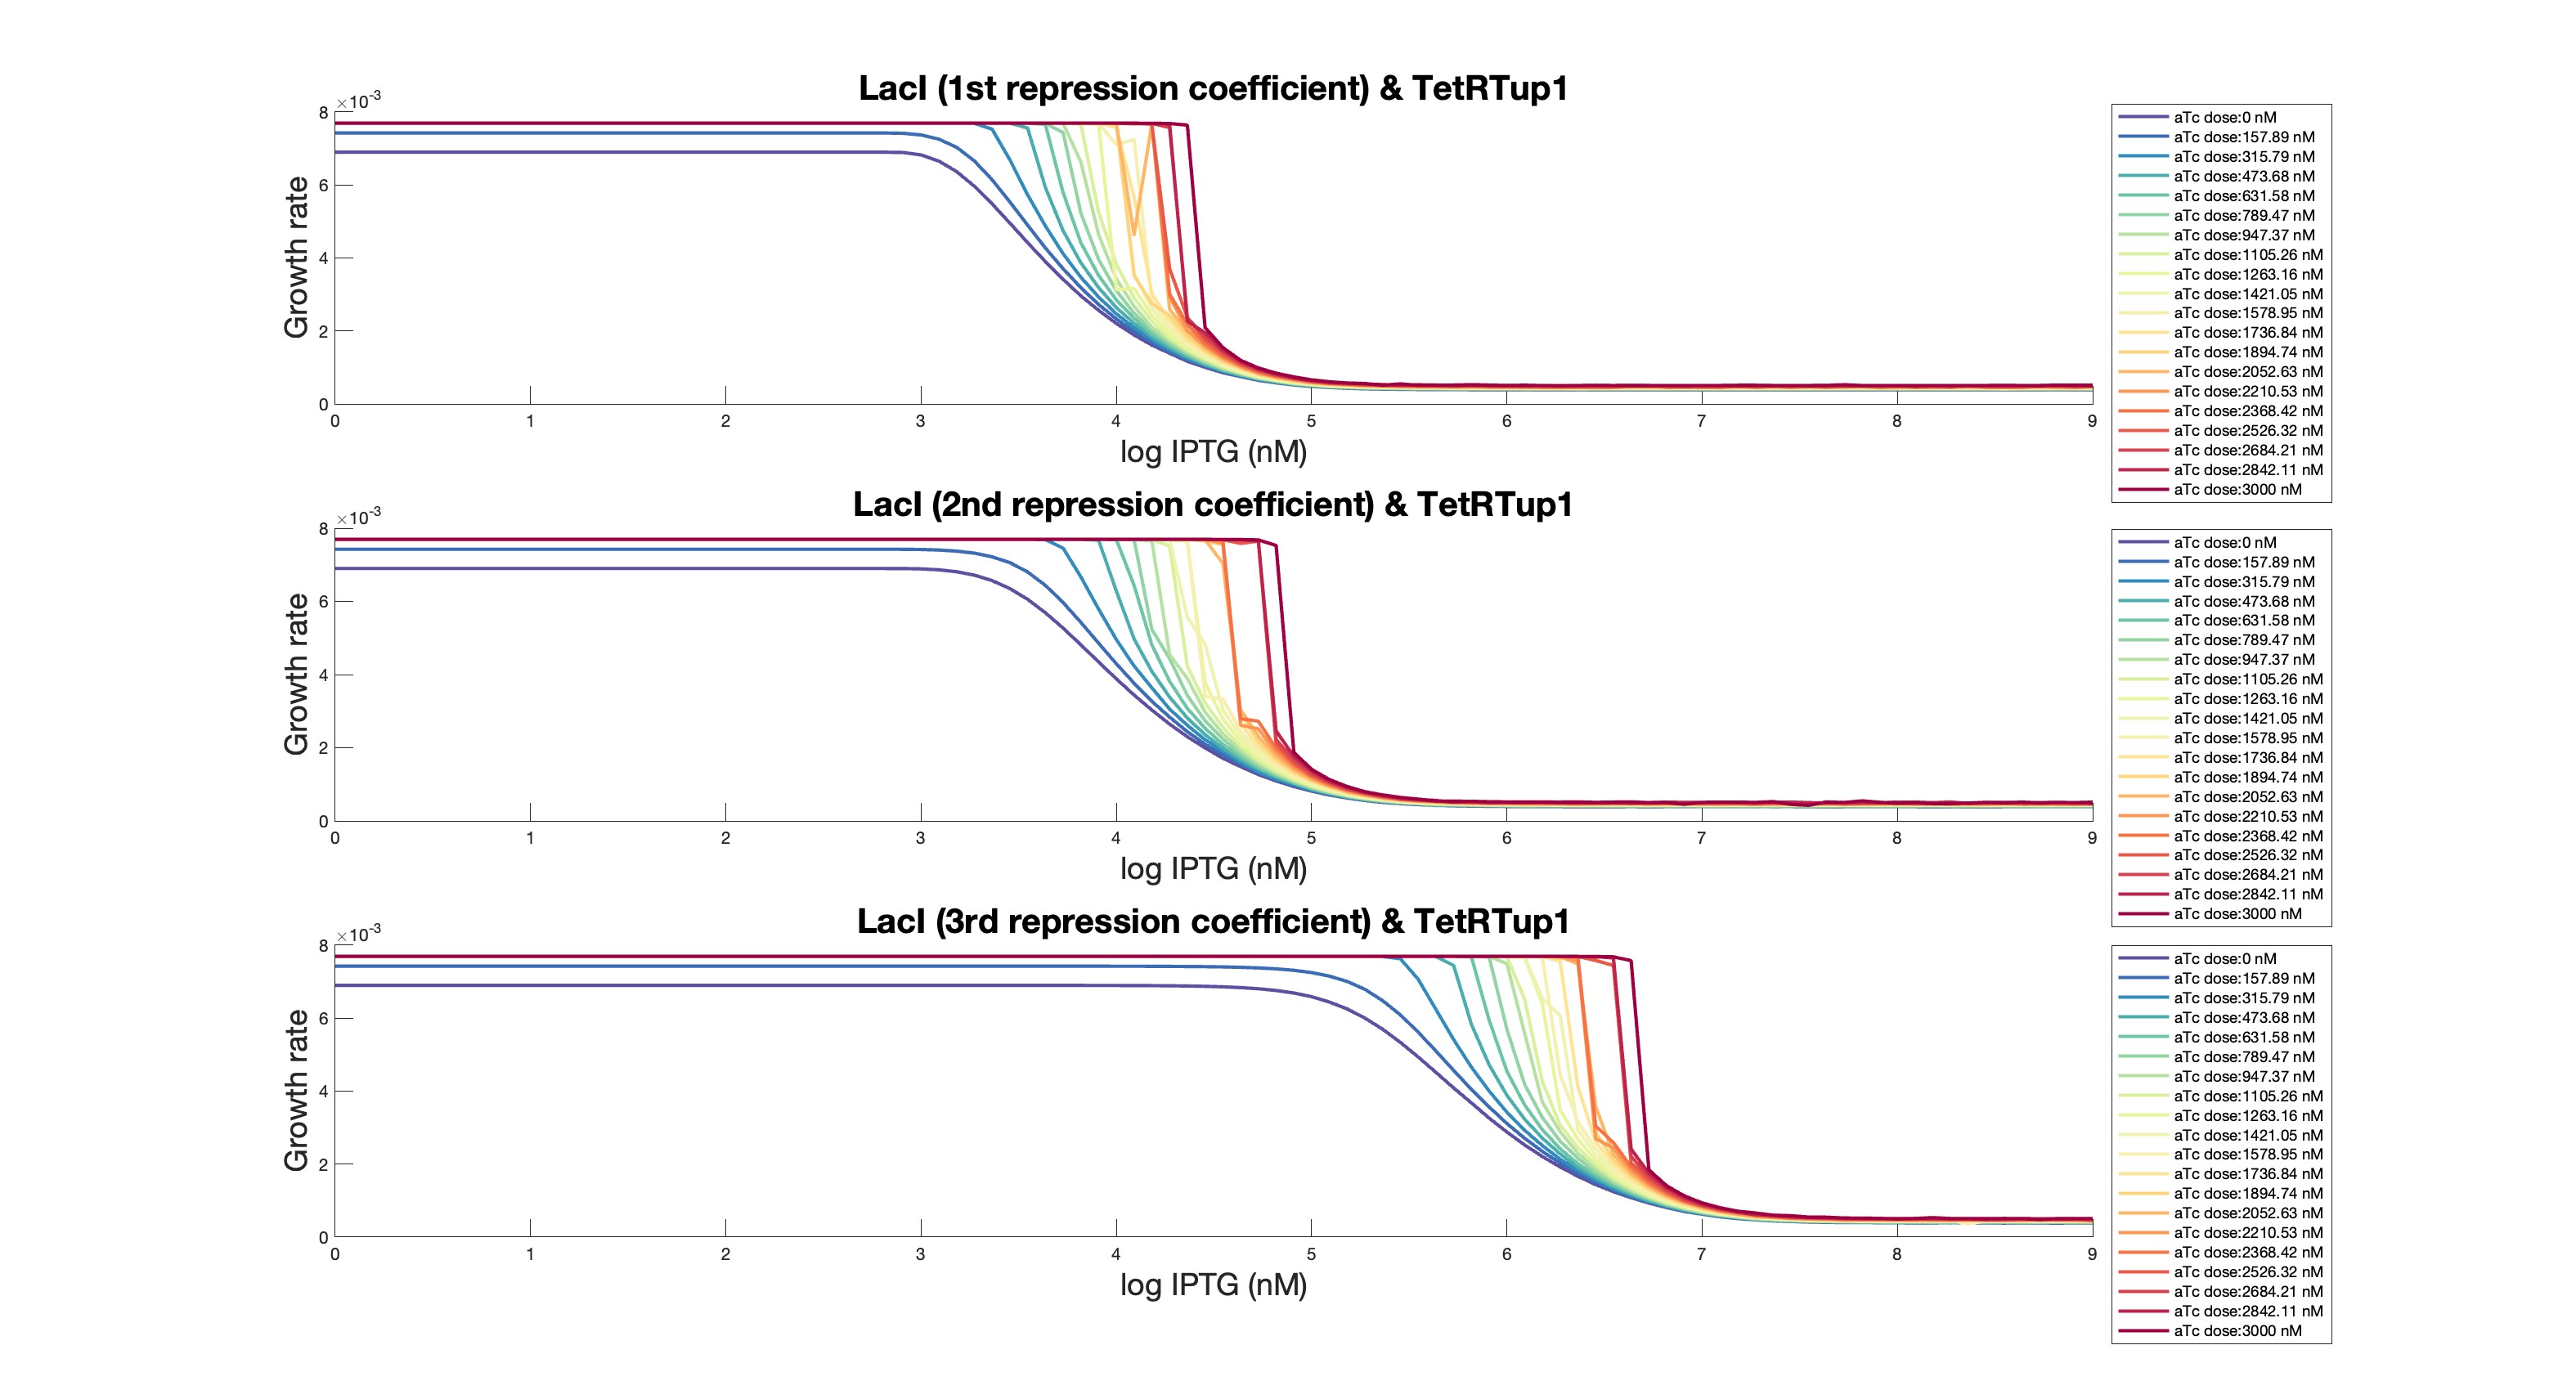 LacI (1st repression coefficient) & TetRTup1
×10-3
8
6
4
2
0
Growth rate
0 1 2 3 4 5 6 7 8 9
log IPTG (nM)
aTc dose:0 nM
aTc dose:157.89 nM
aTc dose:315.79 nM
aTc dose:473.68 nM
aTc dose:631.58 nM
aTc dose:789.47 nM
aTc dose:947.37 nM
aTc dose:1105.26 nM
aTc dose:1263.16 nM
aTc dose:1421.05 nM
aTc dose:1578.95 nM
aTc dose:1736.84 nM
aTc dose:1894.74 nM
aTc dose:2052.63 nM
aTc dose:2210.53 nM
aTc dose:2368.42 nM
aTc dose:2526.32 nM
aTc dose:2684.21 nM
aTc dose:2842.11 nM
aTc dose:3000 nM
LacI (2nd repression coefficient) & TetRTup1
×10-3
8
6
4
2
0
Growth rate
0 1 2 3 4 5 6 7 8 9
log IPTG (nM)
aTc dose:0 nM
aTc dose:157.89 nM
aTc dose:315.79 nM
aTc dose:473.68 nM
aTc dose:631.58 nM
aTc dose:789.47 nM
aTc dose:947.37 nM
aTc dose:1105.26 nM
aTc dose:1263.16 nM
aTc dose:1421.05 nM
aTc dose:1578.95 nM
aTc dose:1736.84 nM
aTc dose:1894.74 nM
aTc dose:2052.63 nM
aTc dose:2210.53 nM
aTc dose:2368.42 nM
aTc dose:2526.32 nM
aTc dose:2684.21 nM
aTc dose:2842.11 nM
aTc dose:3000 nM
LacI (3rd repression coefficient) & TetRTup1
×10-3
8
6
4
2
0
Growth rate
0 1 2 3 4 5 6 7 8 9
log IPTG (nM)
aTc dose:0 nM
aTc dose:157.89 nM
aTc dose:315.79 nM
aTc dose:473.68 nM
aTc dose:631.58 nM
aTc dose:789.47 nM
aTc dose:947.37 nM
aTc dose:1105.26 nM
aTc dose:1263.16 nM
aTc dose:1421.05 nM
aTc dose:1578.95 nM
aTc dose:1736.84 nM
aTc dose:1894.74 nM
aTc dose:2052.63 nM
aTc dose:2210.53 nM
aTc dose:2368.42 nM
aTc dose:2526.32 nM
aTc dose:2684.21 nM
aTc dose:2842.11 nM
aTc dose:3000 nM